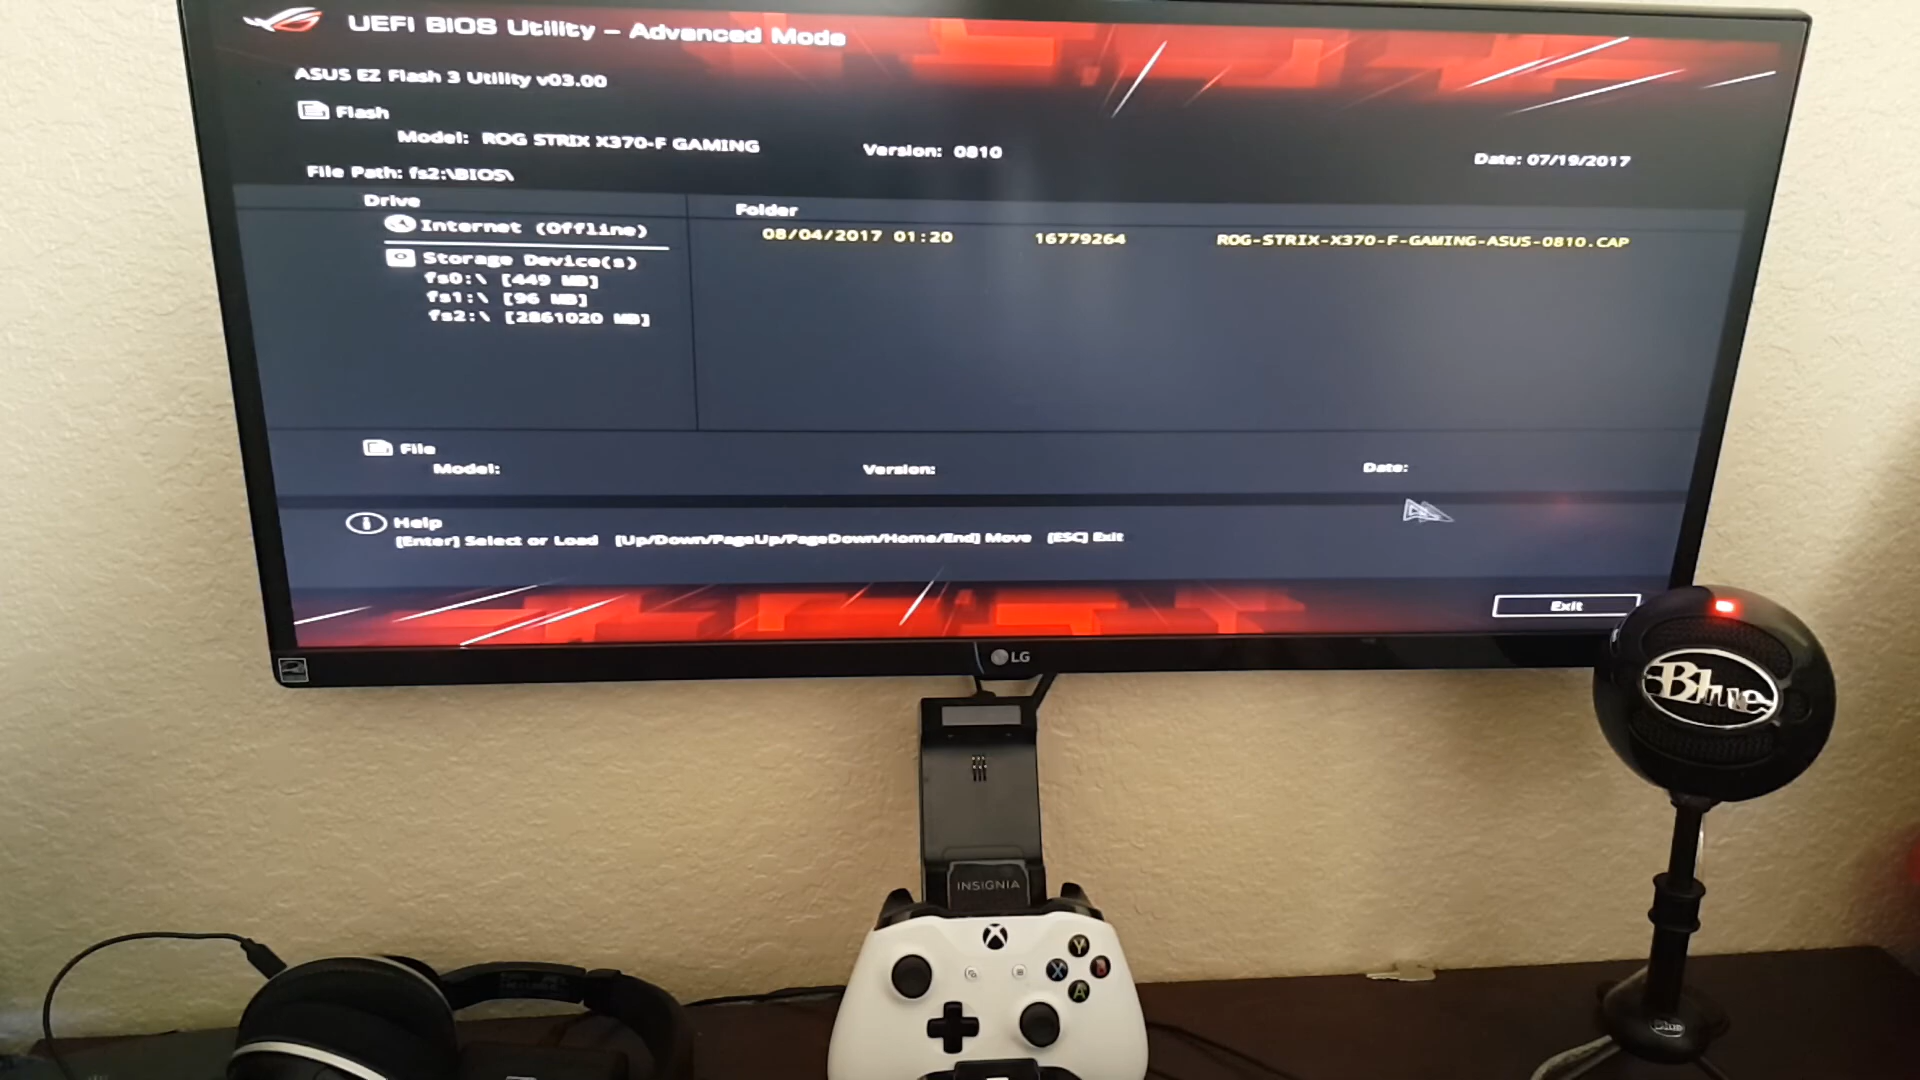 UEFI BIOS Utility – Advanced Mode
ASUS EZ Flash 3 Utility v03.00
Flash
Model: ROG STRIX X370-F GAMING Version: 0810 Date: 07/19/2017
File Path: fs2:\BIOS\
Drive Folder
Internet (Offline) 08/04/2017 01:20 16779264 ROG-STRIX-X370-F-GAMING-ASUS-0810.CAP
Storage Device(s)
fs0:\ [449 MB]
fs1:\ [96 MB]
fs2:\ [2861020 MB]
File
Model: Version: Date:
Help
[Enter] Select or Load [Up/Down/PageUp/PageDown/Home/End] Move [ESC] Exit
Exit
LG
Blue
INSIGNIA
Y
X B
A
Blue